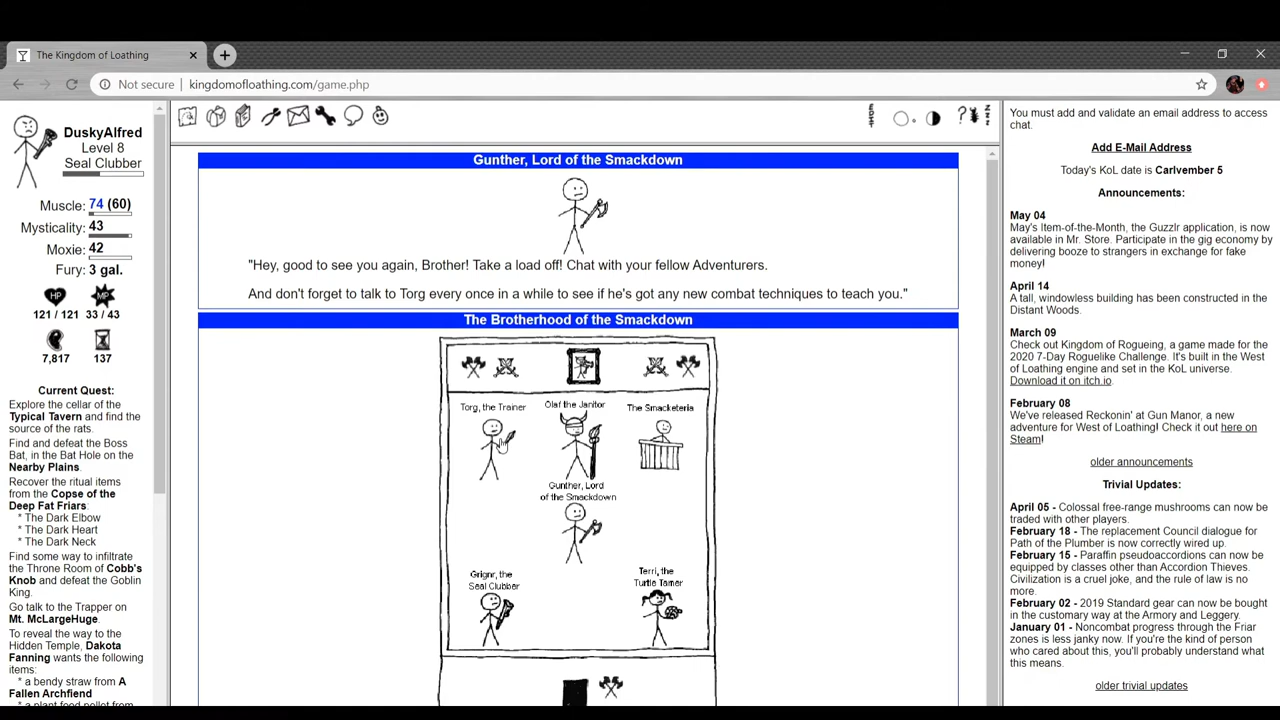 The Kingdom of Loathing
Not secure
kingdomofloathing.com/game.php
DuskyAlfred
Level 8
Seal Clubber
Muscle: 74 (60)
Mysticality: 43
Moxie: 42
Fury: 3 gal.
HP MP
121 / 121 33 / 43
7,817 137
Current Quest:
Explore the cellar of the
Typical Tavern and find the
source of the rats.
Find and defeat the Boss
Bat, in the Bat Hole on the
Nearby Plains.
Recover the ritual items
from the Copse of the
Deep Fat Friars:
* The Dark Elbow
* The Dark Heart
* The Dark Neck
Find some way to infiltrate
the Throne Room of Cobb's
Knob and defeat the Goblin
King.
Go talk to the Trapper on
Mt. McLargeHuge.
To reveal the way to the
Hidden Temple, Dakota
Fanning wants the following
items:
* a bendy straw from A
Fallen Archfiend
* a plant food pellet from
Gunther, Lord of the Smackdown
"Hey, good to see you again, Brother! Take a load off! Chat with your fellow Adventurers.
And don't forget to talk to Torg every once in a while to see if he's got any new combat techniques to teach you."
The Brotherhood of the Smackdown
Torg, the Trainer
Olaf the Janitor
The Smacketeria
Gunther, Lord
of the Smackdown
Grignr, the
Seal Clubber
Terri, the
Turtle Tamer
You must add and validate an email address to access
chat.
Add E-Mail Address
Today's KoL date is Carlvember 5
Announcements:
May 04
May's Item-of-the-Month, the Guzzlr application, is now
available in Mr. Store. Participate in the gig economy by
delivering booze to strangers in exchange for fake
money!
April 14
A tall, windowless building has been constructed in the
Distant Woods.
March 09
Check out Kingdom of Rogueing, a game made for the
2020 7-Day Roguelike Challenge. It's built in the West
of Loathing engine and set in the KoL universe.
Download it on itch.io.
February 08
We've released Reckonin' at Gun Manor, a new
adventure for West of Loathing! Check it out here on
Steam!
older announcements
Trivial Updates:
April 05 - Colossal free-range mushrooms can now be
traded with other players.
February 18 - The replacement Council dialogue for
Path of the Plumber is now correctly wired up.
February 15 - Paraffin pseudoaccordions can now be
equipped by classes other than Accordion Thieves.
Civilization is a cruel joke, and the rule of law is no
more.
February 02 - 2019 Standard gear can now be bought
in the customary way at the Armory and Leggery.
January 01 - Noncombat progress through the Friar
zones is less janky now. If you're the kind of person
who cared about this, you'll probably understand what
this means.
older trivial updates